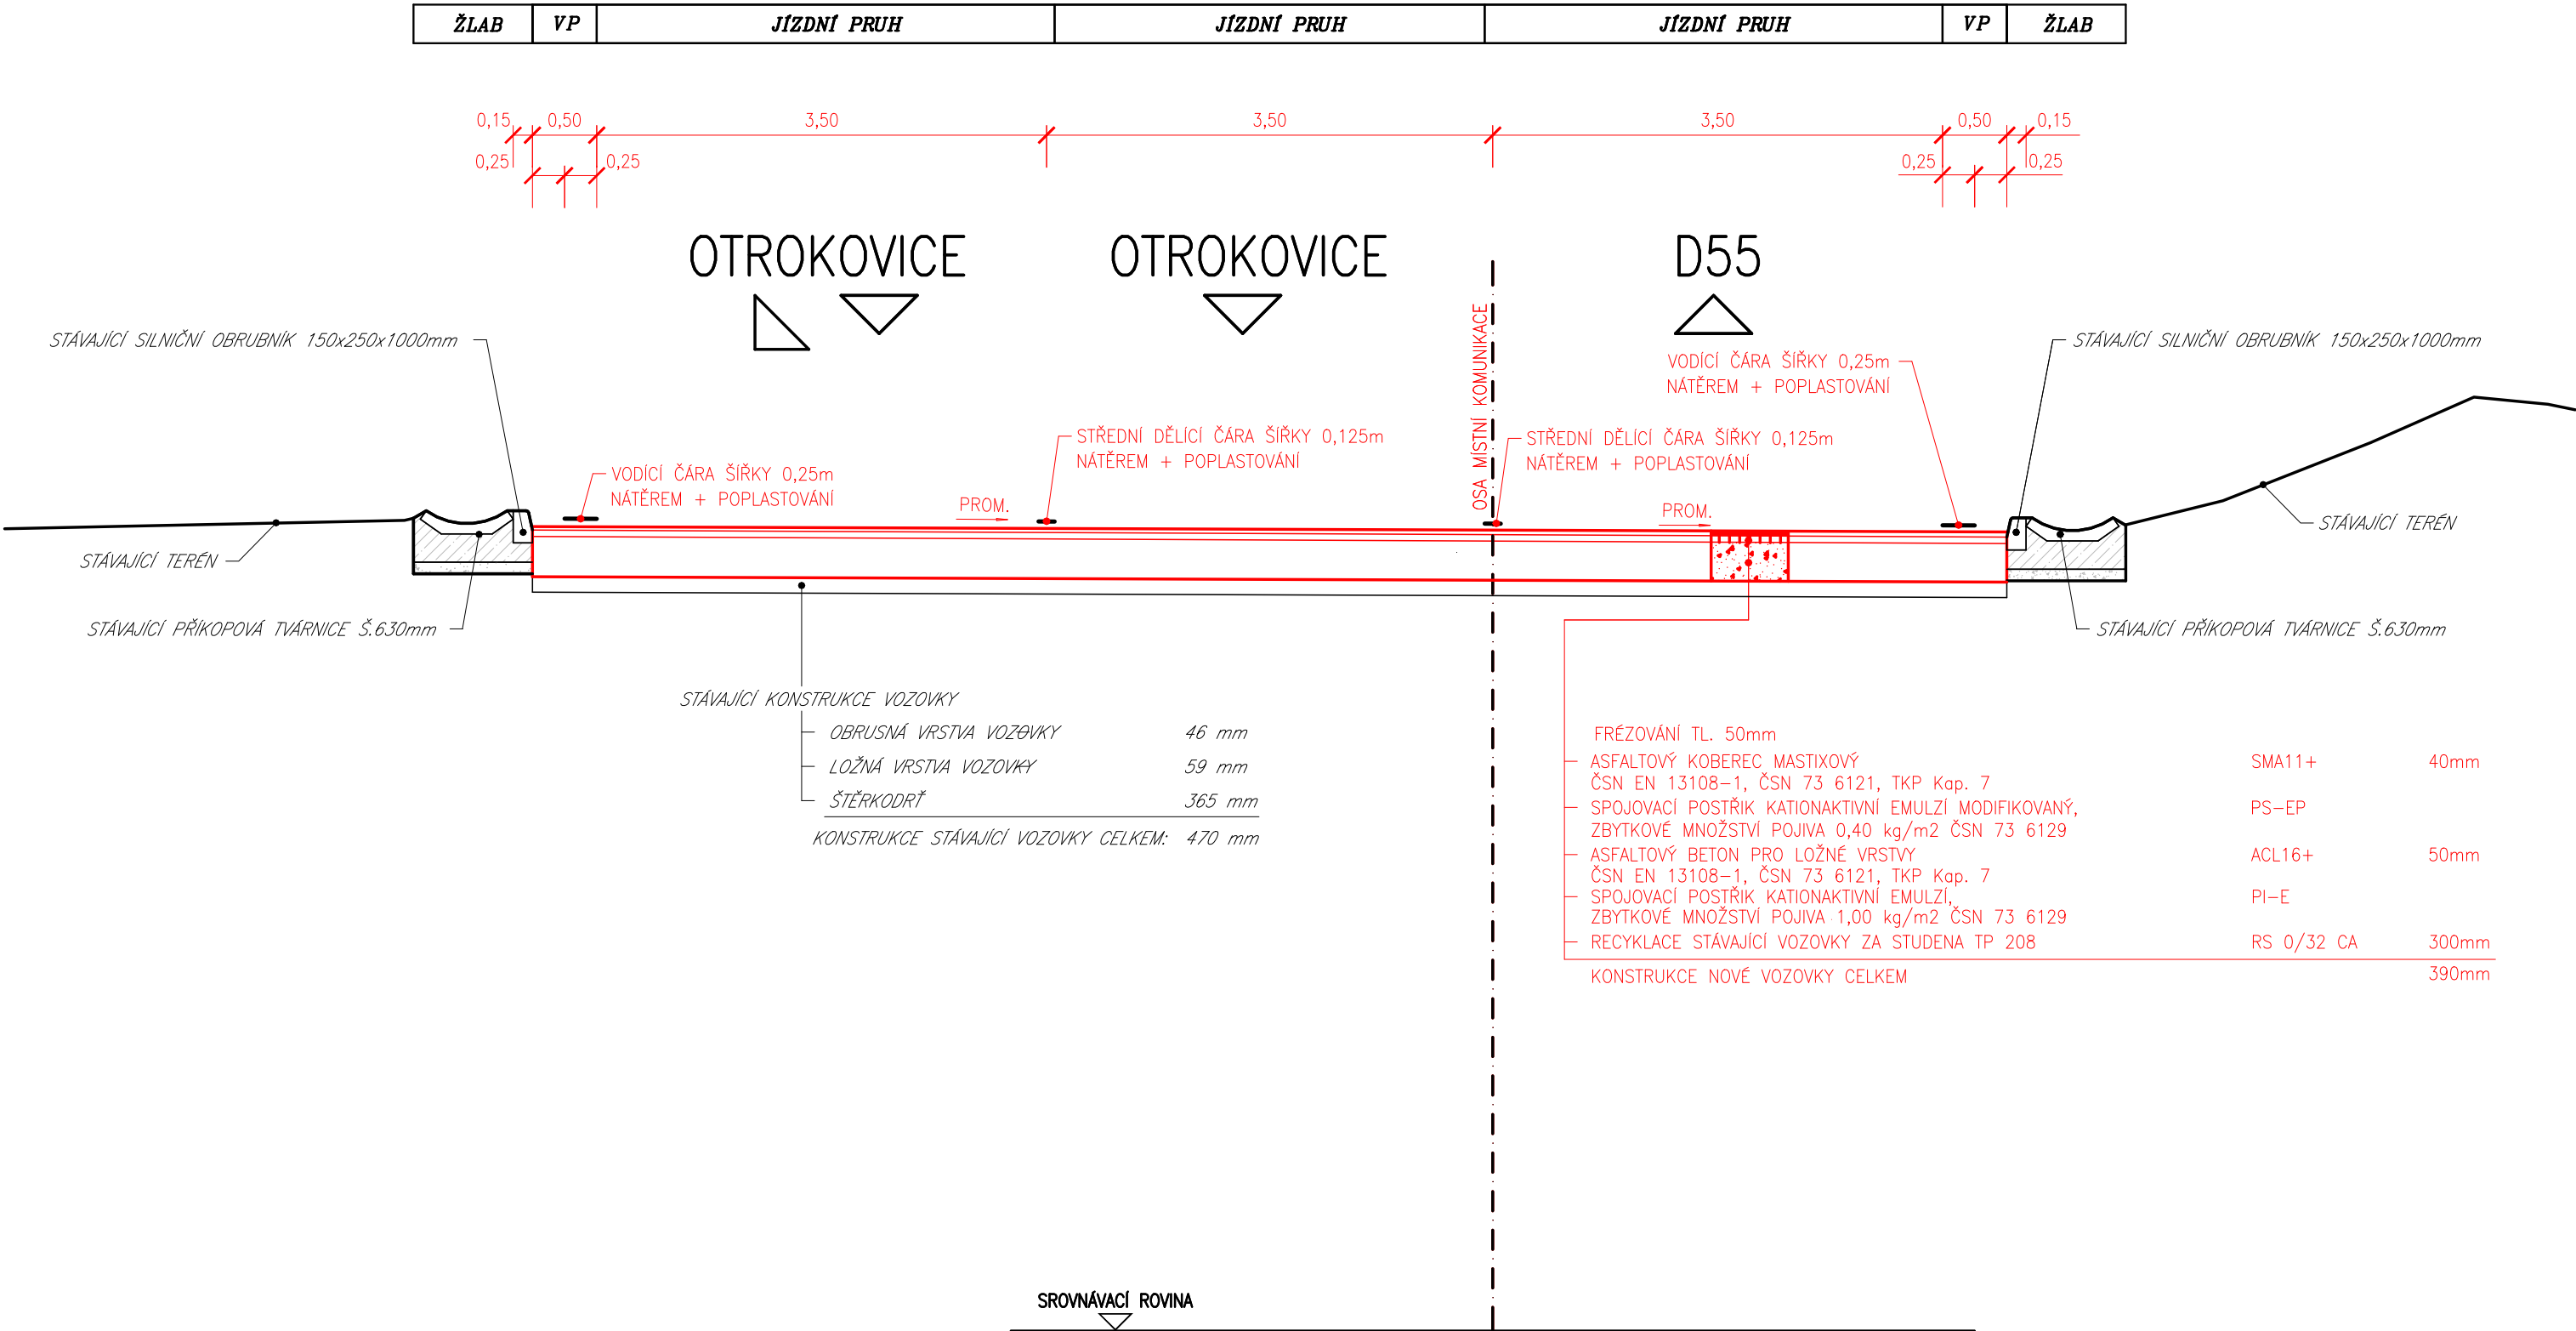 ŽLAB VP JÍZDNÍ PRUH JÍZDNÍ PRUH JÍZDNÍ PRUH VP ŽLAB
0,15 0,50 3,50 3,50 3,50 0,50 0,15
0,25 0,25 0,25 0,25
OTROKOVICE OTROKOVICE D55
OSA MÍSTNÍ KOMUNIKACE
STÁVAJÍCÍ SILNIČNÍ OBRUBNÍK 150x250x1000mm
STÁVAJÍCÍ SILNIČNÍ OBRUBNÍK 150x250x1000mm
VODÍCÍ ČÁRA ŠÍŘKY 0,25m
NÁTĚREM + POPLASTOVÁNÍ
STŘEDNÍ DĚLÍCÍ ČÁRA ŠÍŘKY 0,125m
NÁTĚREM + POPLASTOVÁNÍ
STŘEDNÍ DĚLÍCÍ ČÁRA ŠÍŘKY 0,125m
NÁTĚREM + POPLASTOVÁNÍ
VODÍCÍ ČÁRA ŠÍŘKY 0,25m
NÁTĚREM + POPLASTOVÁNÍ
PROM.
PROM.
STÁVAJÍCÍ TERÉN
STÁVAJÍCÍ TERÉN
STÁVAJÍCÍ PŘÍKOPOVÁ TVÁRNICE Š.630mm
STÁVAJÍCÍ PŘÍKOPOVÁ TVÁRNICE Š.630mm
STÁVAJÍCÍ KONSTRUKCE VOZOVKY
OBRUSNÁ VRSTVA VOZOVKY 46 mm
LOŽNÁ VRSTVA VOZOVKY 59 mm
ŠTĚRKODRŤ 365 mm
KONSTRUKCE STÁVAJÍCÍ VOZOVKY CELKEM: 470 mm
FRÉZOVÁNÍ TL. 50mm
ASFALTOVÝ KOBEREC MASTIXOVÝ SMA11+ 40mm
ČSN EN 13108-1, ČSN 73 6121, TKP Kap. 7
SPOJOVACÍ POSTŘIK KATIONAKTIVNÍ EMULZÍ MODIFIKOVANÝ, PS-EP
ZBYTKOVÉ MNOŽSTVÍ POJIVA 0,40 kg/m2 ČSN 73 6129
ASFALTOVÝ BETON PRO LOŽNÉ VRSTVY ACL16+ 50mm
ČSN EN 13108-1, ČSN 73 6121, TKP Kap. 7
SPOJOVACÍ POSTŘIK KATIONAKTIVNÍ EMULZÍ, PI-E
ZBYTKOVÉ MNOŽSTVÍ POJIVA 1,00 kg/m2 ČSN 73 6129
RECYKLACE STÁVAJÍCÍ VOZOVKY ZA STUDENA TP 208 RS 0/32 CA 300mm
KONSTRUKCE NOVÉ VOZOVKY CELKEM 390mm
SROVNÁVACÍ ROVINA